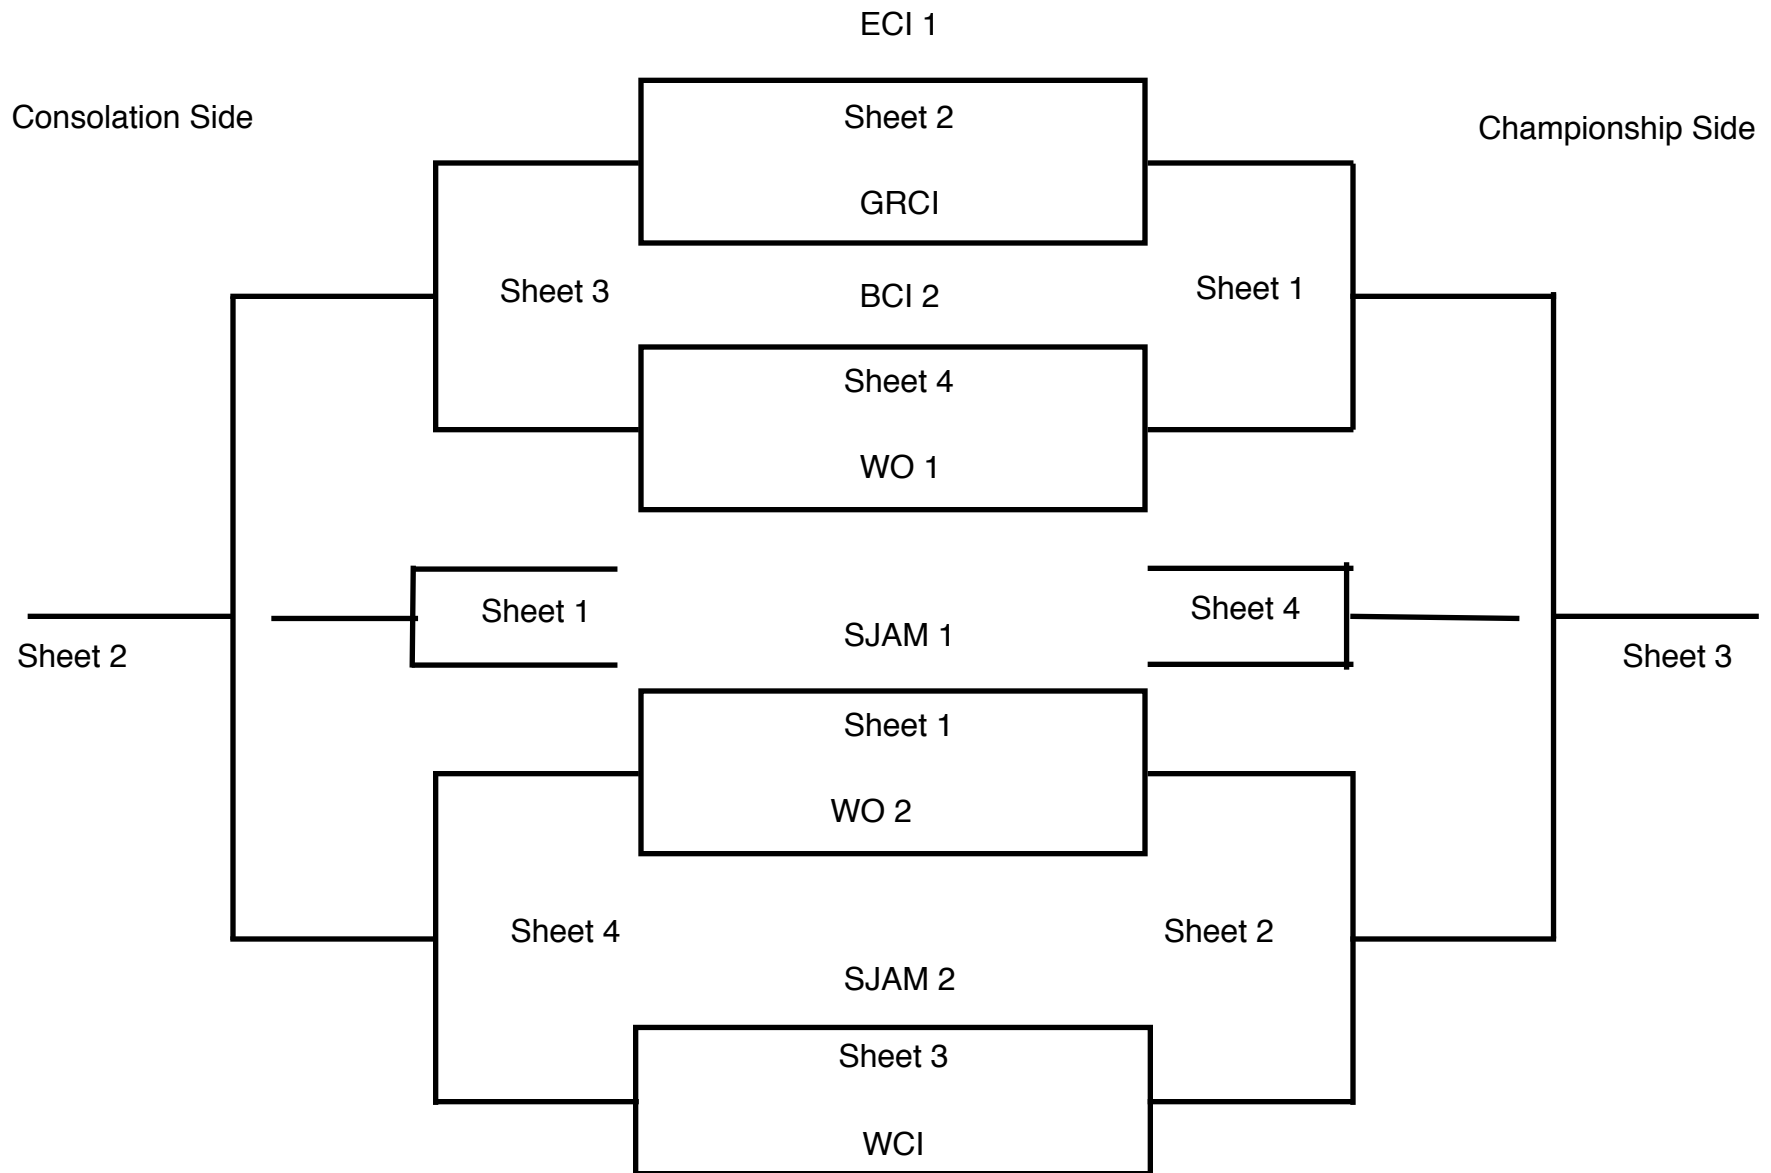 ECI 1
Consolation Side
Sheet 2
Championship Side
GRCI
Sheet 3
BCI 2
Sheet 1
Sheet 4
WO 1
Sheet 1
SJAM 1
Sheet 4
Sheet 2
Sheet 3
Sheet 1
WO 2
Sheet 4
Sheet 2
SJAM 2
Sheet 3
WCI